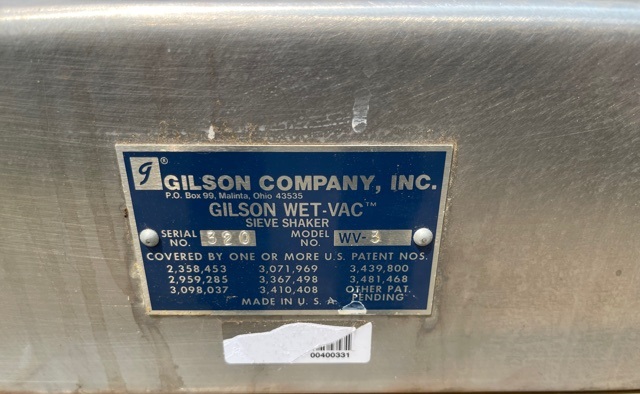 g®
GILSON COMPANY, INC.
P.O. Box 99, Malinta, Ohio 43535
GILSON WET-VAC™
SIEVE SHAKER
SERIAL NO. 320 MODEL NO. WV-3
COVERED BY ONE OR MORE U.S. PATENT NOS.
2,358,453 3,071,969 3,439,800
2,959,285 3,367,498 3,481,468
3,098,037 3,410,408 OTHER PAT. PENDING
MADE IN U.S.A.
00400331